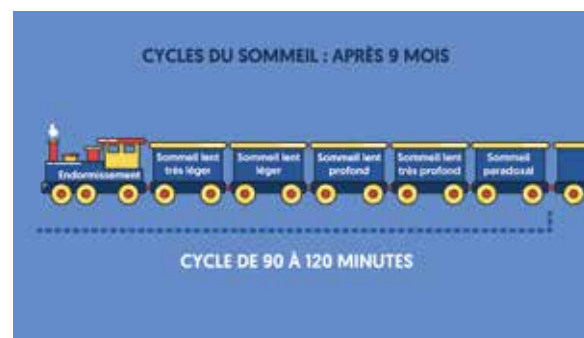 CYCLES DU SOMMEIL : APRÈS 9 MOIS
Endormissement
Sommeil lent
très léger
Sommeil lent
léger
Sommeil lent
profond
Sommeil lent
très profond
Sommeil
paradoxal
CYCLE DE 90 À 120 MINUTES